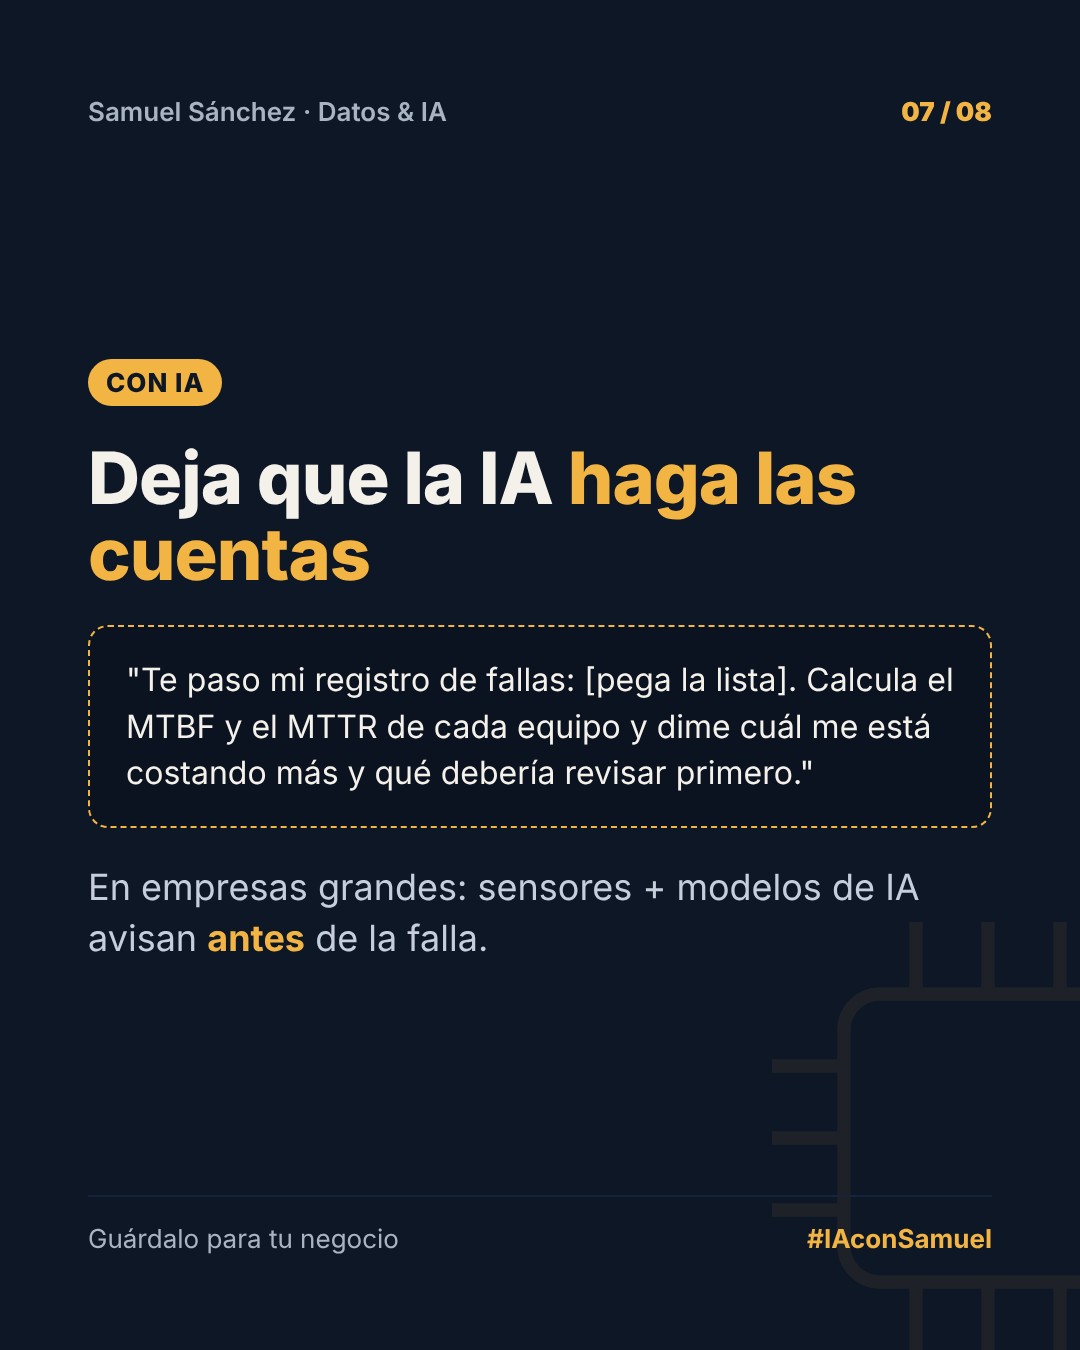 Samuel Sánchez · Datos & IA
07 / 08
CON IA
Deja que la IA haga las
cuentas
"Te paso mi registro de fallas: [pega la lista]. Calcula el
MTBF y el MTTR de cada equipo y dime cuál me está
costando más y qué debería revisar primero."
En empresas grandes: sensores + modelos de IA
avisan antes de la falla.
Guárdalo para tu negocio
#IAconSamuel